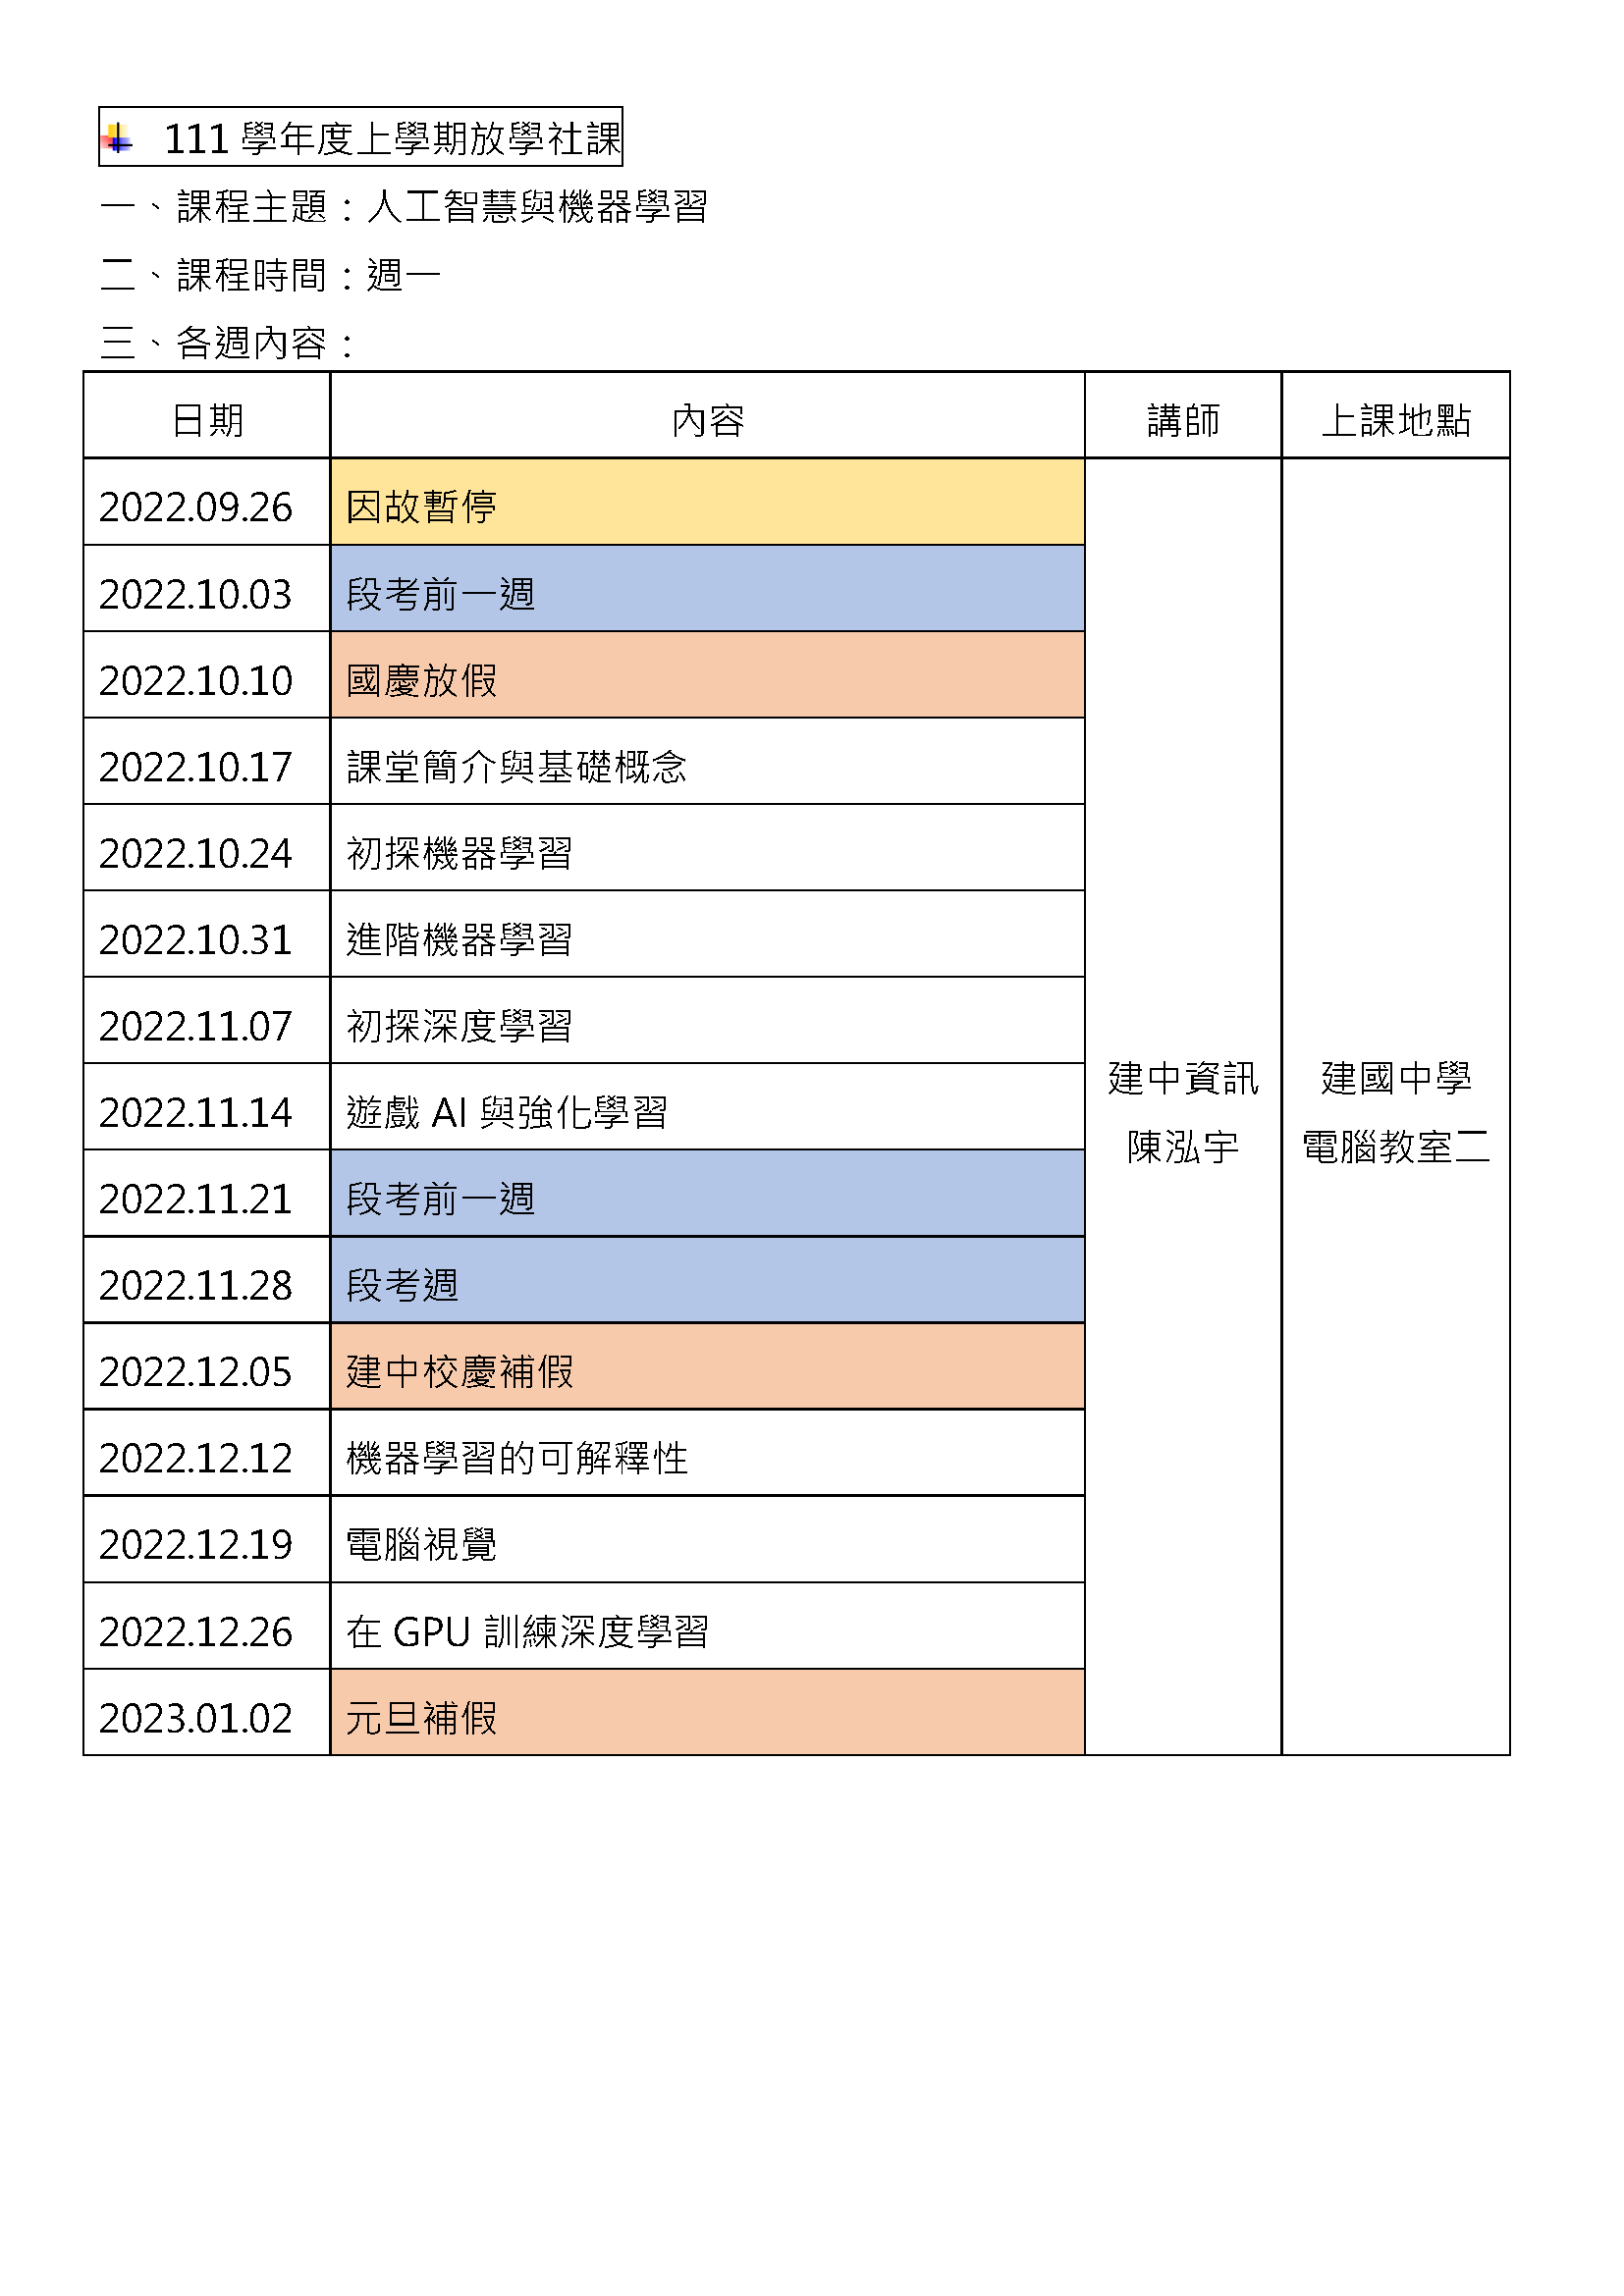 111 學年度上學期放學社課
一、課程主題：人工智慧與機器學習
二、課程時間：週一
三、各週內容：
日期 內容 講師 上課地點
2022.09.26 因故暫停
2022.10.03 段考前一週
2022.10.10 國慶放假
2022.10.17 課堂簡介與基礎概念
2022.10.24 初探機器學習
2022.10.31 進階機器學習
2022.11.07 初探深度學習
2022.11.14 遊戲 AI 與強化學習
2022.11.21 段考前一週
2022.11.28 段考週
2022.12.05 建中校慶補假
2022.12.12 機器學習的可解釋性
2022.12.19 電腦視覺
2022.12.26 在 GPU 訓練深度學習
2023.01.02 元旦補假
建中資訊
陳泓宇
建國中學
電腦教室二